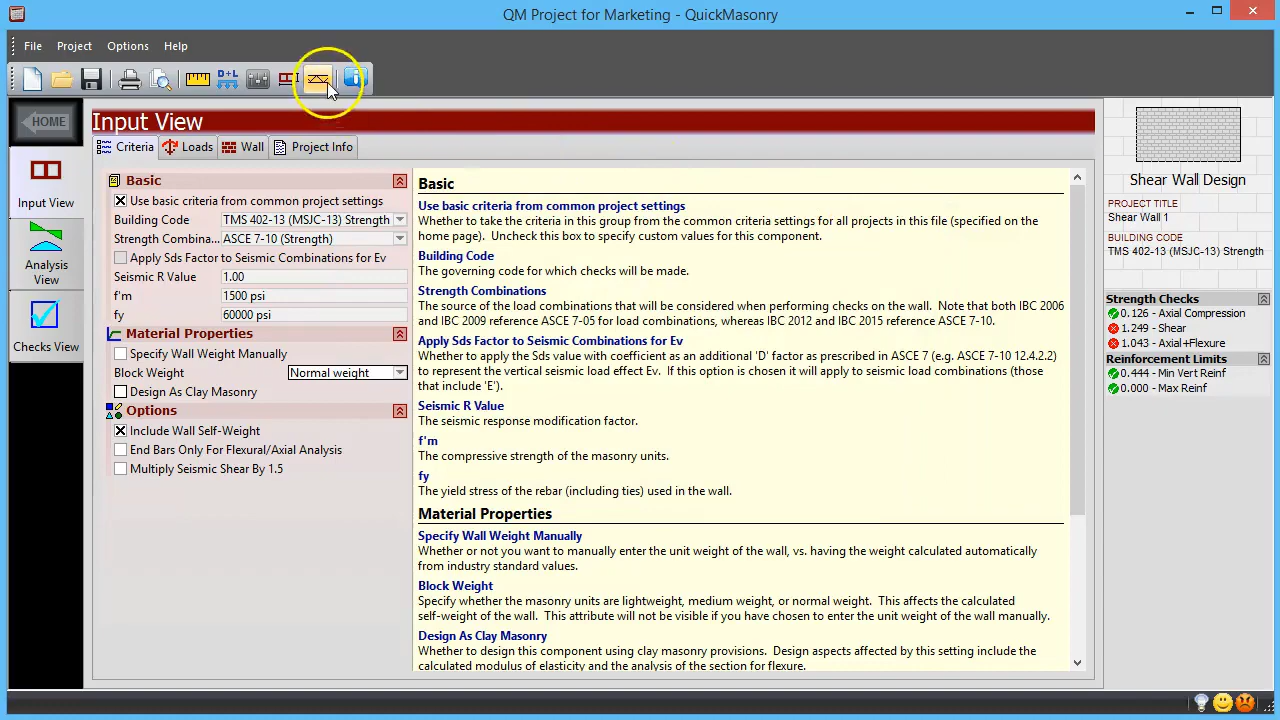 QM Project for Marketing - QuickMasonry
File Project Options Help
D+L
HOME
Input View
Analysis View
Checks View
Input View
Criteria Loads Wall Project Info
Basic
Use basic criteria from common project settings
Building Code TMS 402-13 (MSJC-13) Strength
Strength Combina... ASCE 7-10 (Strength)
Apply Sds Factor to Seismic Combinations for Ev
Seismic R Value 1.00
f'm 1500 psi
fy 60000 psi
Material Properties
Specify Wall Weight Manually
Block Weight Normal weight
Design As Clay Masonry
Options
Include Wall Self-Weight
End Bars Only For Flexural/Axial Analysis
Multiply Seismic Shear By 1.5
Basic
Use basic criteria from common project settings
Whether to take the criteria in this group from the common criteria settings for all projects in this file (specified on the
home page). Uncheck this box to specify custom values for this component.
Building Code
The governing code for which checks will be made.
Strength Combinations
The source of the load combinations that will be considered when performing checks on the wall. Note that both IBC 2006
and IBC 2009 reference ASCE 7-05 for load combinations, whereas IBC 2012 and IBC 2015 reference ASCE 7-10.
Apply Sds Factor to Seismic Combinations for Ev
Whether to apply the Sds value with coefficient as an additional 'D' factor as prescribed in ASCE 7 (e.g. ASCE 7-10 12.4.2.2)
to represent the vertical seismic load effect Ev. If this option is chosen it will apply to seismic load combinations (those
that include 'E').
Seismic R Value
The seismic response modification factor.
f'm
The compressive strength of the masonry units.
fy
The yield stress of the rebar (including ties) used in the wall.
Material Properties
Specify Wall Weight Manually
Whether or not you want to manually enter the unit weight of the wall, vs. having the weight calculated automatically
from industry standard values.
Block Weight
Specify whether the masonry units are lightweight, medium weight, or normal weight. This affects the calculated
self-weight of the wall. This attribute will not be visible if you have chosen to enter the unit weight of the wall manually.
Design As Clay Masonry
Whether to design this component using clay masonry provisions. Design aspects affected by this setting include the
calculated modulus of elasticity and the analysis of the section for flexure.
Shear Wall Design
PROJECT TITLE
Shear Wall 1
BUILDING CODE
TMS 402-13 (MSJC-13) Strength
Strength Checks
0.126 - Axial Compression
1.249 - Shear
1.043 - Axial+Flexure
Reinforcement Limits
0.444 - Min Vert Reinf
0.000 - Max Reinf